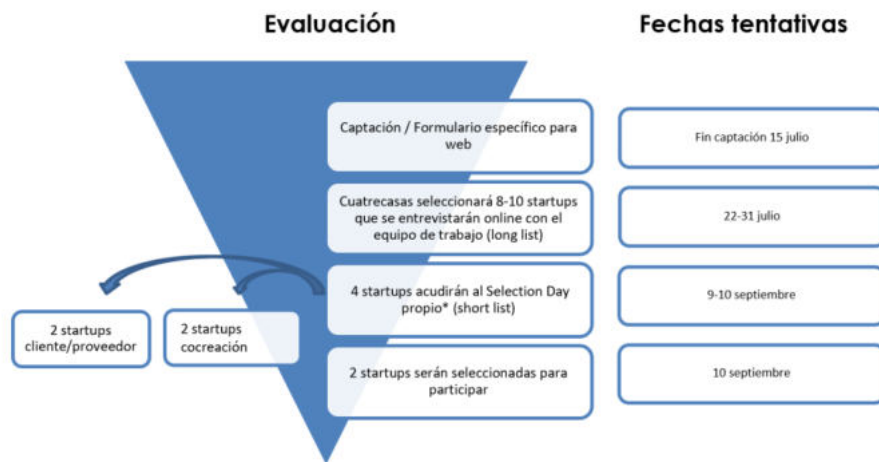 Evaluación
Fechas tentativas
Captación / Formulario específico para
web
Fin captación 15 julio
Cuatrecasas seleccionará 8-10 startups
que se entrevistarán online con el
equipo de trabajo (long list)
22-31 julio
4 startups acudirán al Selection Day
propio* (short list)
9-10 septiembre
2 startups
cliente/proveedor
2 startups
cocreación
2 startups serán seleccionadas para
participar
10 septiembre